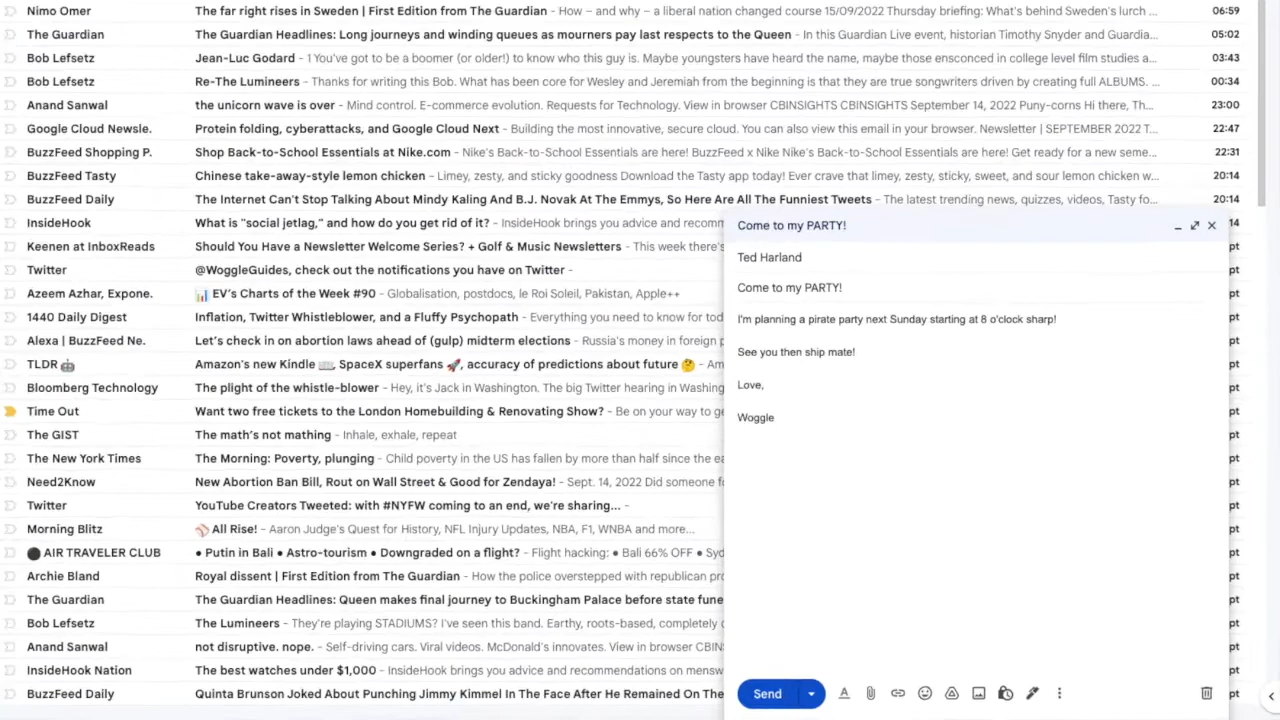 Nimo Omer The far right rises in Sweden | First Edition from The Guardian - How – and why – a liberal nation changed course 15/09/2022 Thursday briefing: What's behind Sweden's lurch ... 06:59
The Guardian The Guardian Headlines: Long journeys and winding queues as mourners pay last respects to the Queen - In this Guardian Live event, historian Timothy Snyder and Guardia... 05:02
Bob Lefsetz Jean-Luc Godard - 1 You've got to be a boomer (or older!) to know who this guy is. Maybe youngsters have heard the name, maybe those ensconced in college level film studies a... 03:43
Bob Lefsetz Re-The Lumineers - Thanks for writing this Bob. What has been core for Wesley and Jeremiah from the beginning is that they are true songwriters driven by creating full ALBUMS. ... 00:34
Anand Sanwal the unicorn wave is over - Mind control. E-commerce evolution. Requests for Technology. View in browser CBINSIGHTS CBINSIGHTS September 14, 2022 Puny-corns Hi there, Th... 23:00
Google Cloud Newsle. Protein folding, cyberattacks, and Google Cloud Next - Building the most innovative, secure cloud. You can also view this email in your browser. Newsletter | SEPTEMBER 2022 T... 22:47
BuzzFeed Shopping P. Shop Back-to-School Essentials at Nike.com - Nike's Back-to-School Essentials are here! BuzzFeed x Nike Nike's Back-to-School Essentials are here! Get ready for a new seme... 22:31
BuzzFeed Tasty Chinese take-away-style lemon chicken - Limey, zesty, and sticky goodness Download the Tasty app today! Ever crave that limey, zesty, sticky, sweet, and sour lemon chicken w... 20:14
BuzzFeed Daily The Internet Can't Stop Talking About Mindy Kaling And B.J. Novak At The Emmys, So Here Are All The Funniest Tweets - The latest trending news, quizzes, videos, Tasty fo... 20:14
InsideHook What is "social jetlag," and how do you get rid of it? - InsideHook brings you advice and recomm 14
Keenen at InboxReads Should You Have a Newsletter Welcome Series? + Golf & Music Newsletters - This week there's pt
Twitter @WoggleGuides, check out the notifications you have on Twitter - pt
Azeem Azhar, Expone. 📊 EV's Charts of the Week #90 - Globalisation, postdocs, le Roi Soleil, Pakistan, Apple++ pt
1440 Daily Digest Inflation, Twitter Whistleblower, and a Fluffy Psychopath - Everything you need to know for tod pt
Alexa | BuzzFeed Ne. Let's check in on abortion laws ahead of (gulp) midterm elections - Russia's money in foreign p pt
TLDR 🤖 Amazon's new Kindle 📖, SpaceX superfans 🚀, accuracy of predictions about future 🤔 - Am pt
Bloomberg Technology The plight of the whistle-blower - Hey, it's Jack in Washington. The big Twitter hearing in Washing pt
Time Out Want two free tickets to the London Homebuilding & Renovating Show? - Be on your way to ge pt
The GIST The math's not mathing - Inhale, exhale, repeat pt
The New York Times The Morning: Poverty, plunging - Child poverty in the US has fallen by more than half since the ea pt
Need2Know New Abortion Ban Bill, Rout on Wall Street & Good for Zendaya! - Sept. 14, 2022 Did someone f pt
Twitter YouTube Creators Tweeted: with #NYFW coming to an end, we're sharing... - pt
Morning Blitz ⚾ All Rise! - Aaron Judge's Quest for History, NFL Injury Updates, NBA, F1, WNBA and more... pt
⚫ AIR TRAVELER CLUB ● Putin in Bali ● Astro-tourism ● Downgraded on a flight? - Flight hacking: ● Bali 66% OFF ● Syd pt
Archie Bland Royal dissent | First Edition from The Guardian - How the police overstepped with republican pro pt
The Guardian The Guardian Headlines: Queen makes final journey to Buckingham Palace before state fune pt
Bob Lefsetz The Lumineers - They're playing STADIUMS? I've seen this band. Earthy, roots-based, completely c pt
Anand Sanwal not disruptive. nope. - Self-driving cars. Viral videos. McDonald's innovates. View in browser CBIN pt
InsideHook Nation The best watches under $1,000 - InsideHook brings you advice and recommendations on mensw pt
BuzzFeed Daily Quinta Brunson Joked About Punching Jimmy Kimmel In The Face After He Remained On The pt
Come to my PARTY!
Ted Harland
Come to my PARTY!
I'm planning a pirate party next Sunday starting at 8 o'clock sharp!
See you then ship mate!
Love,
Woggle
Send